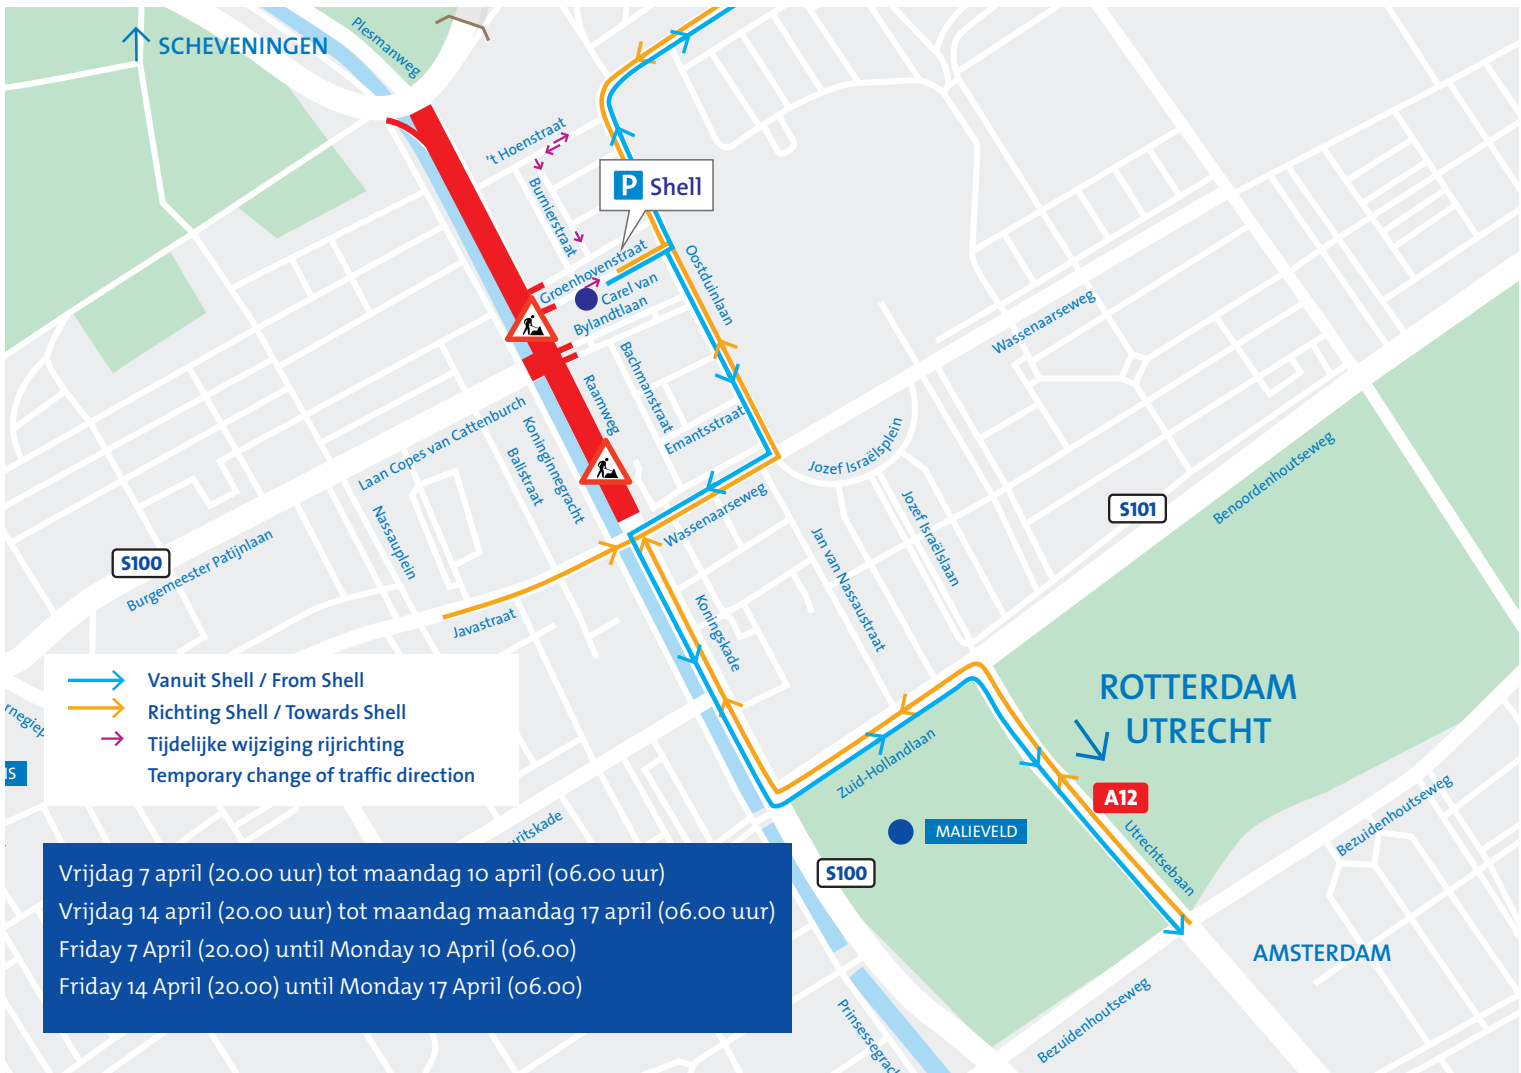 Plesmanweg
SCHEVENINGEN
't Hoenstraat
P Shell
Burnierstraat
Groenhovenstraat
Oostduinlaan
Carel van
Bylandtlaan
Wassenaarseweg
Bachmanstraat
Raamweg
Emantsstraat
Laan Copes van Cattenburch
Koninginnegracht
Balistraat
Jozef Israëlsplein
Benoordenhoutseweg
S101
Jozef Israëlslaan
Wassenaarseweg
Nassauplein
Jan van Nassaustraat
S100
Burgemeester Patijnlaan
Javastraat
Koningskade
Vanuit Shell / From Shell
Richting Shell / Towards Shell
Tijdelijke wijziging rijrichting
Temporary change of traffic direction
ROTTERDAM
UTRECHT
A12
Zuid-Hollandlaan
Utrechtsebaan
MALIEVELD
Bezuidenhoutseweg
S100
Vrijdag 7 april (20.00 uur) tot maandag 10 april (06.00 uur)
Vrijdag 14 april (20.00 uur) tot maandag maandag 17 april (06.00 uur)
Friday 7 April (20.00) until Monday 10 April (06.00)
Friday 14 April (20.00) until Monday 17 April (06.00)
AMSTERDAM
Bezuidenhoutseweg